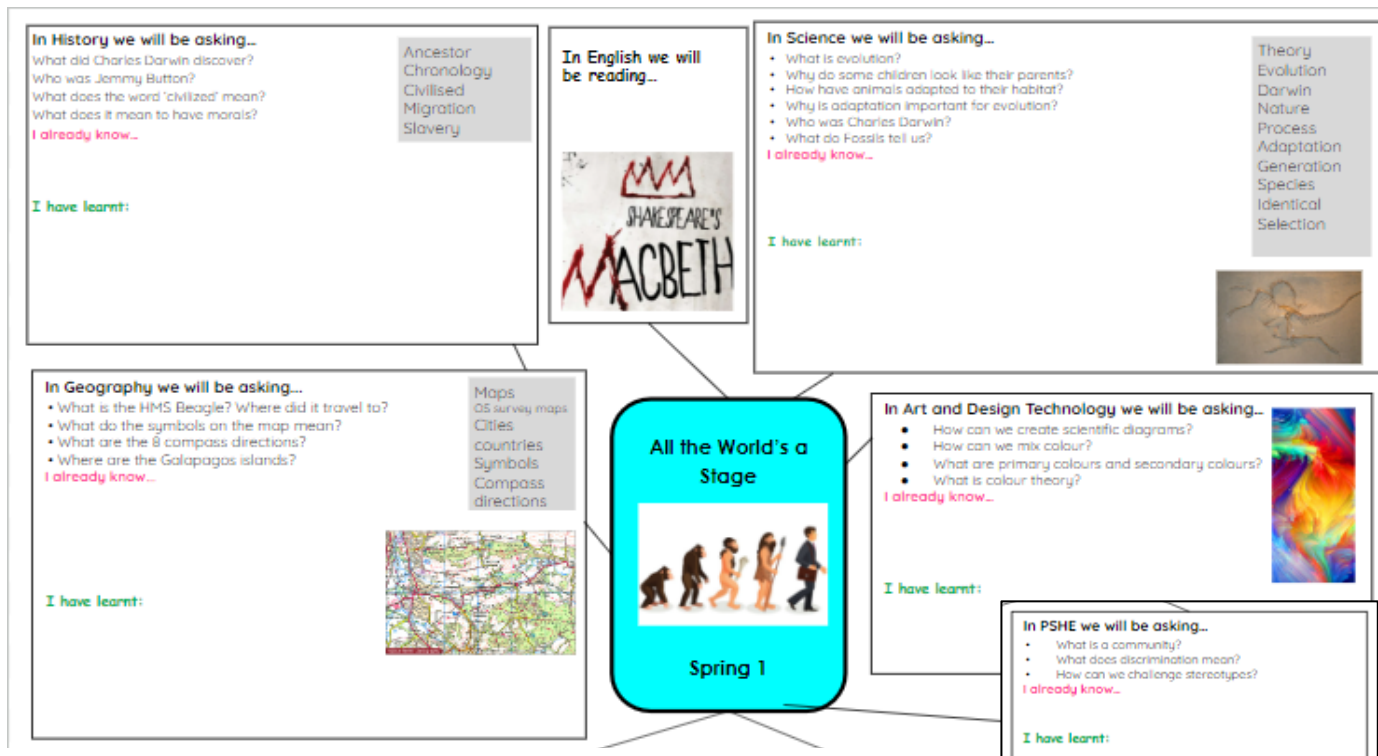 In History we will be asking...
What did Charles Darwin discover?
Who was Jemmy Button?
What does the word 'civilized' mean?
What does it mean to have morals?
I already know...
I have learnt:
Ancestor
Chronology
Civilised
Migration
Slavery
In English we will
be reading...
SHAKESPEARE'S
MACBETH
In Science we will be asking...
• What is evolution?
• Why do some children look like their parents?
• How have animals adapted to their habitat?
• Why is adaptation important for evolution?
• Who was Charles Darwin?
• What do Fossils tell us?
I already know...
I have learnt:
Theory
Evolution
Darwin
Nature
Process
Adaptation
Generation
Species
Identical
Selection
In Geography we will be asking...
• What is the HMS Beagle? Where did it travel to?
• What do the symbols on the map mean?
• What are the 8 compass directions?
• Where are the Galapagos islands?
I already know...
I have learnt:
Maps
OS survey maps
Cities
countries
Symbols
Compass
directions
All the World's a
Stage
Spring 1
In Art and Design Technology we will be asking...
● How can we create scientific diagrams?
● How can we mix colour?
● What are primary colours and secondary colours?
● What is colour theory?
I already know...
I have learnt:
In PSHE we will be asking...
• What is a community?
• What does discrimination mean?
• How can we challenge stereotypes?
I already know...
I have learnt: